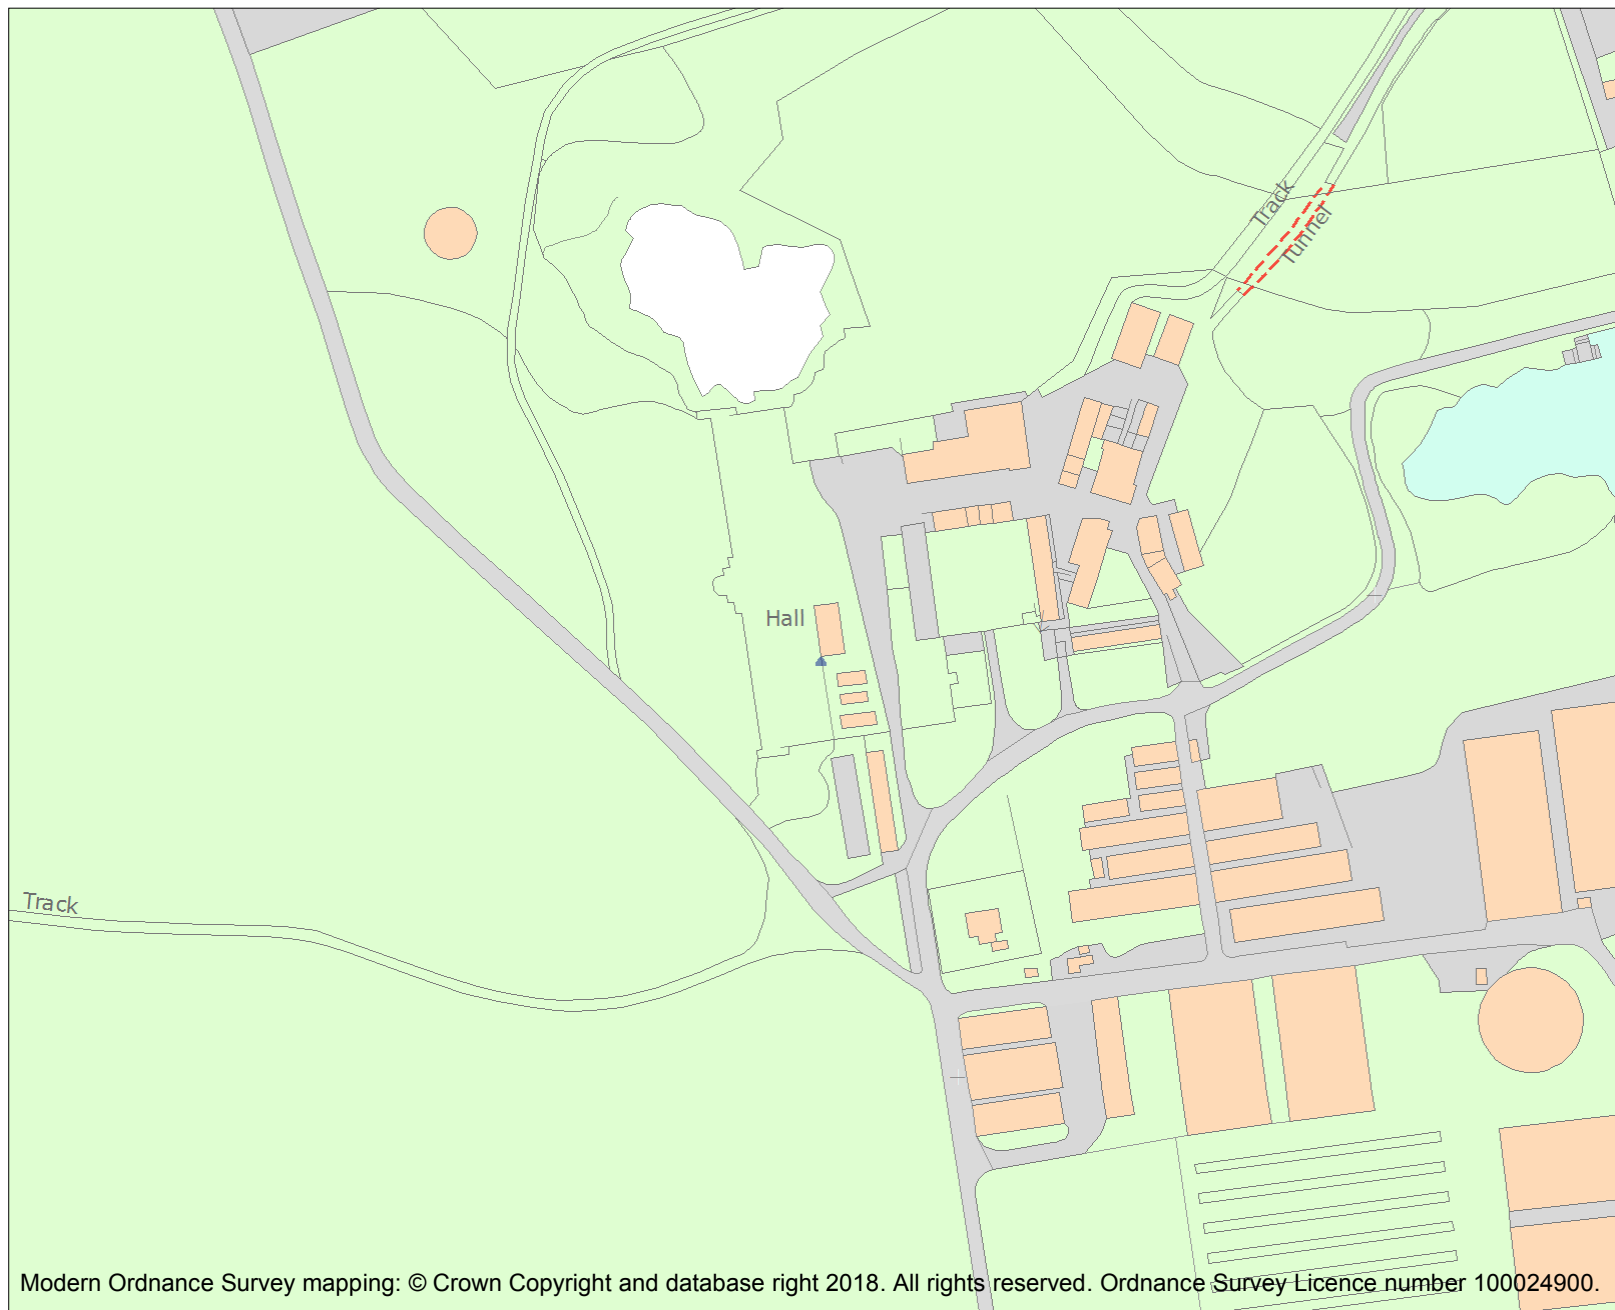 Track
Tunnel
Hall
Track
Modern Ordnance Survey mapping: © Crown Copyright and database right 2018. All rights reserved. Ordnance Survey Licence number 100024900.